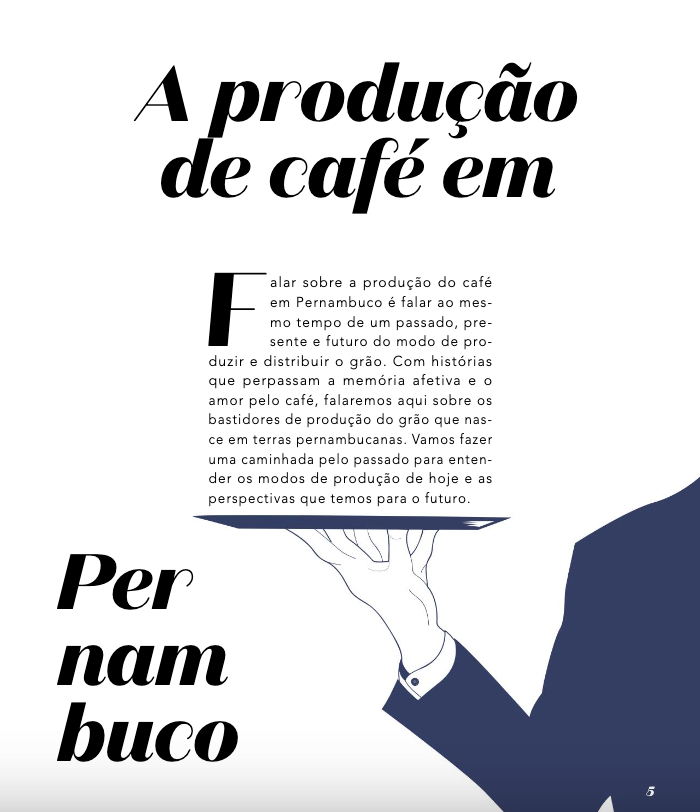 A produção
de café em
Falar sobre a produção do café
em Pernambuco é falar ao mes-
mo tempo de um passado, pre-
sente e futuro do modo de pro-
duzir e distribuir o grão. Com histórias
que perpassam a memória afetiva e o
amor pelo café, falaremos aqui sobre os
bastidores de produção do grão que nas-
ce em terras pernambucanas. Vamos fazer
uma caminhada pelo passado para enten-
der os modos de produção de hoje e as
perspectivas que temos para o futuro.
Per
nam
buco
5